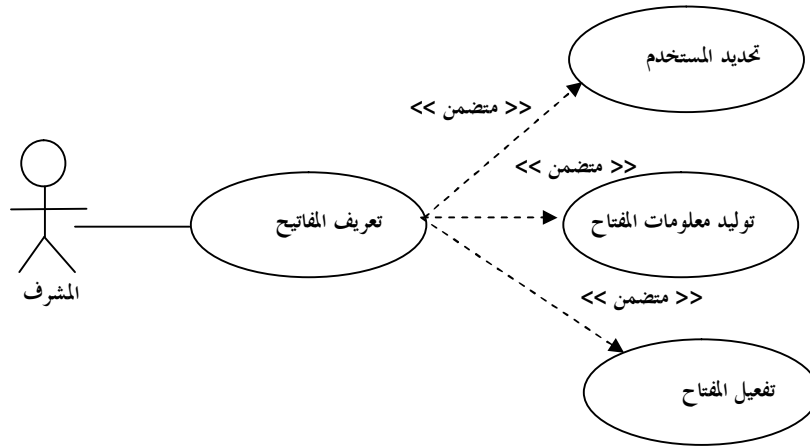 تحديد المستخدم
<< متضمن >>
<< متضمن >>
توليد معلومات المفتاح
تعريف المفاتيح
<< متضمن >>
المشرف
تفعيل المفتاح